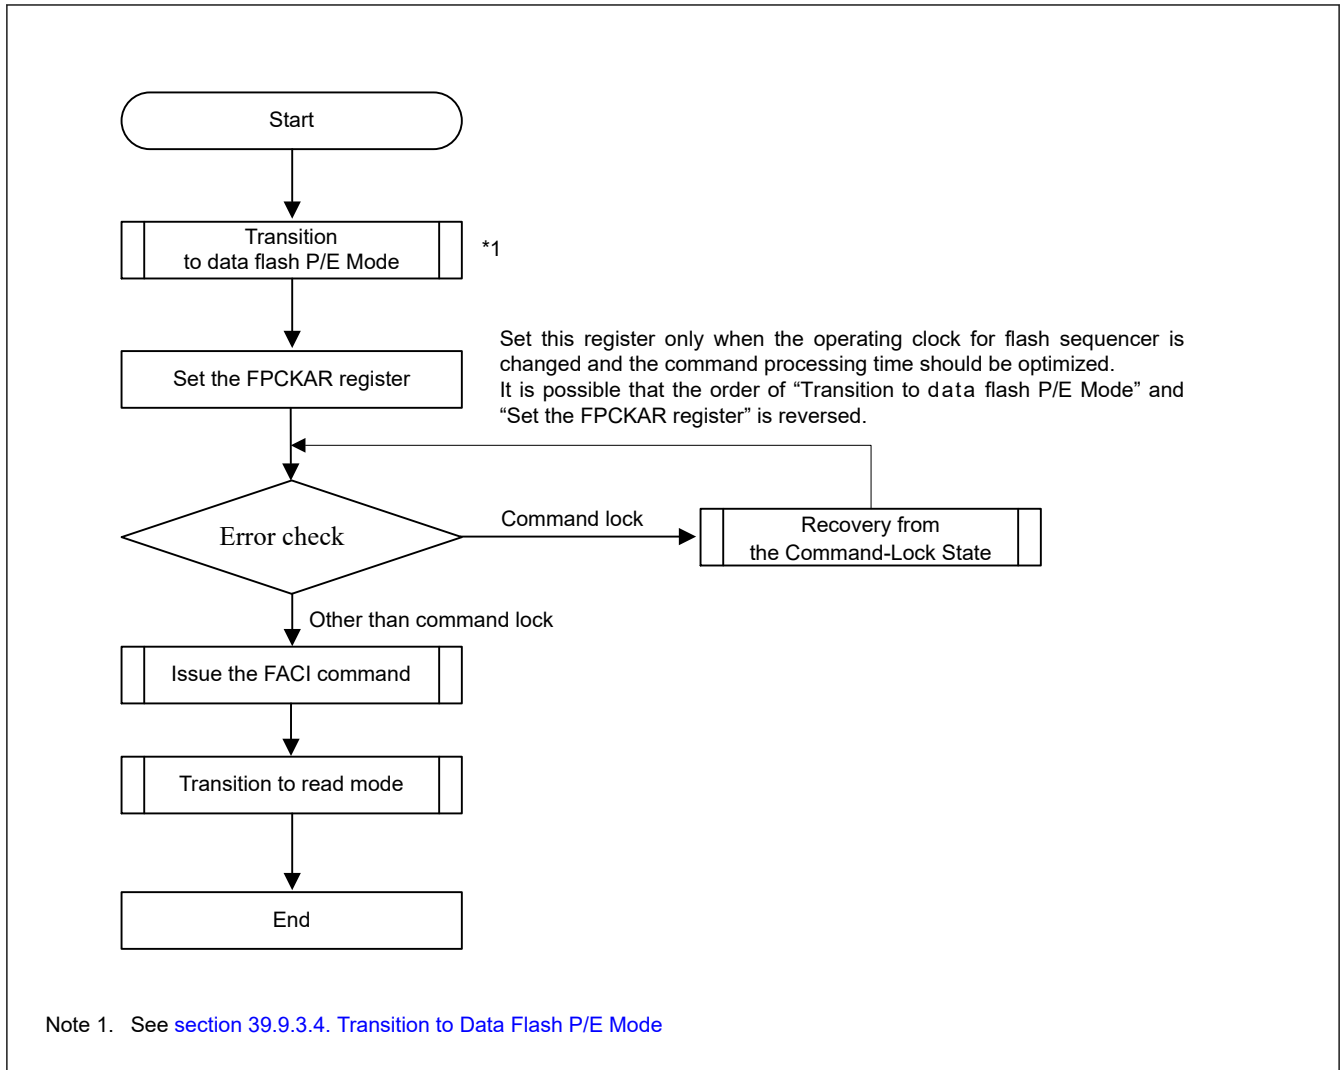 Start
Transition
to data flash P/E Mode
*1
Set this register only when the operating clock for flash sequencer is
changed and the command processing time should be optimized.
It is possible that the order of “Transition to data flash P/E Mode” and
“Set the FPCKAR register” is reversed.
Set the FPCKAR register
Error check
Command lock
Recovery from
the Command-Lock State
Other than command lock
Issue the FACI command
Transition to read mode
End
Note 1. See section 39.9.3.4. Transition to Data Flash P/E Mode